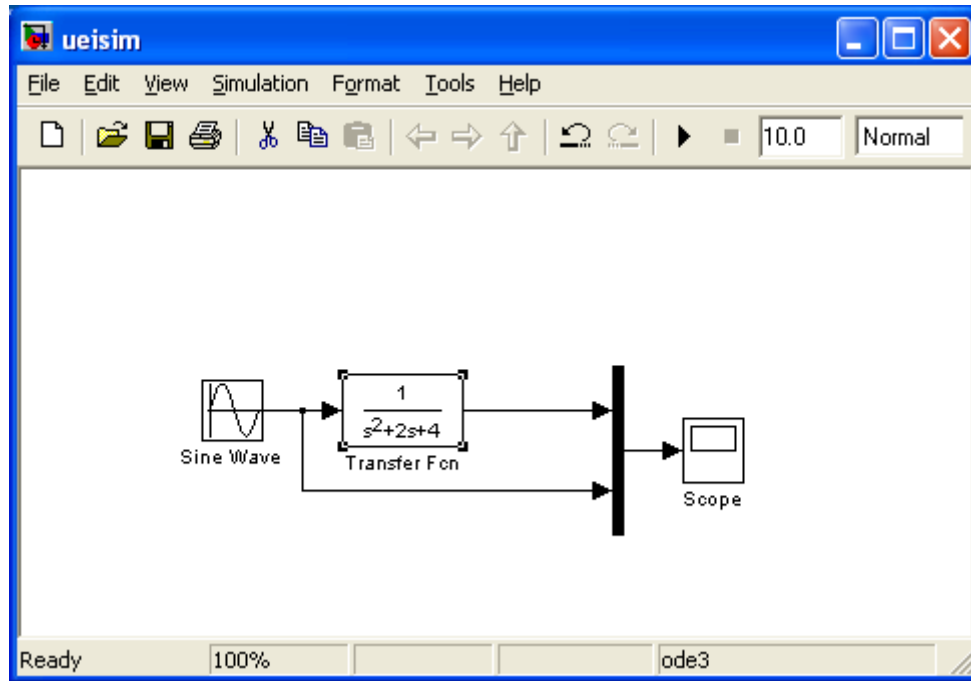 ueisim
File Edit View Simulation Format Tools Help
10.0 Normal
1
s²+2s+4
Sine Wave
Transfer Fcn
Scope
Ready 100% ode3